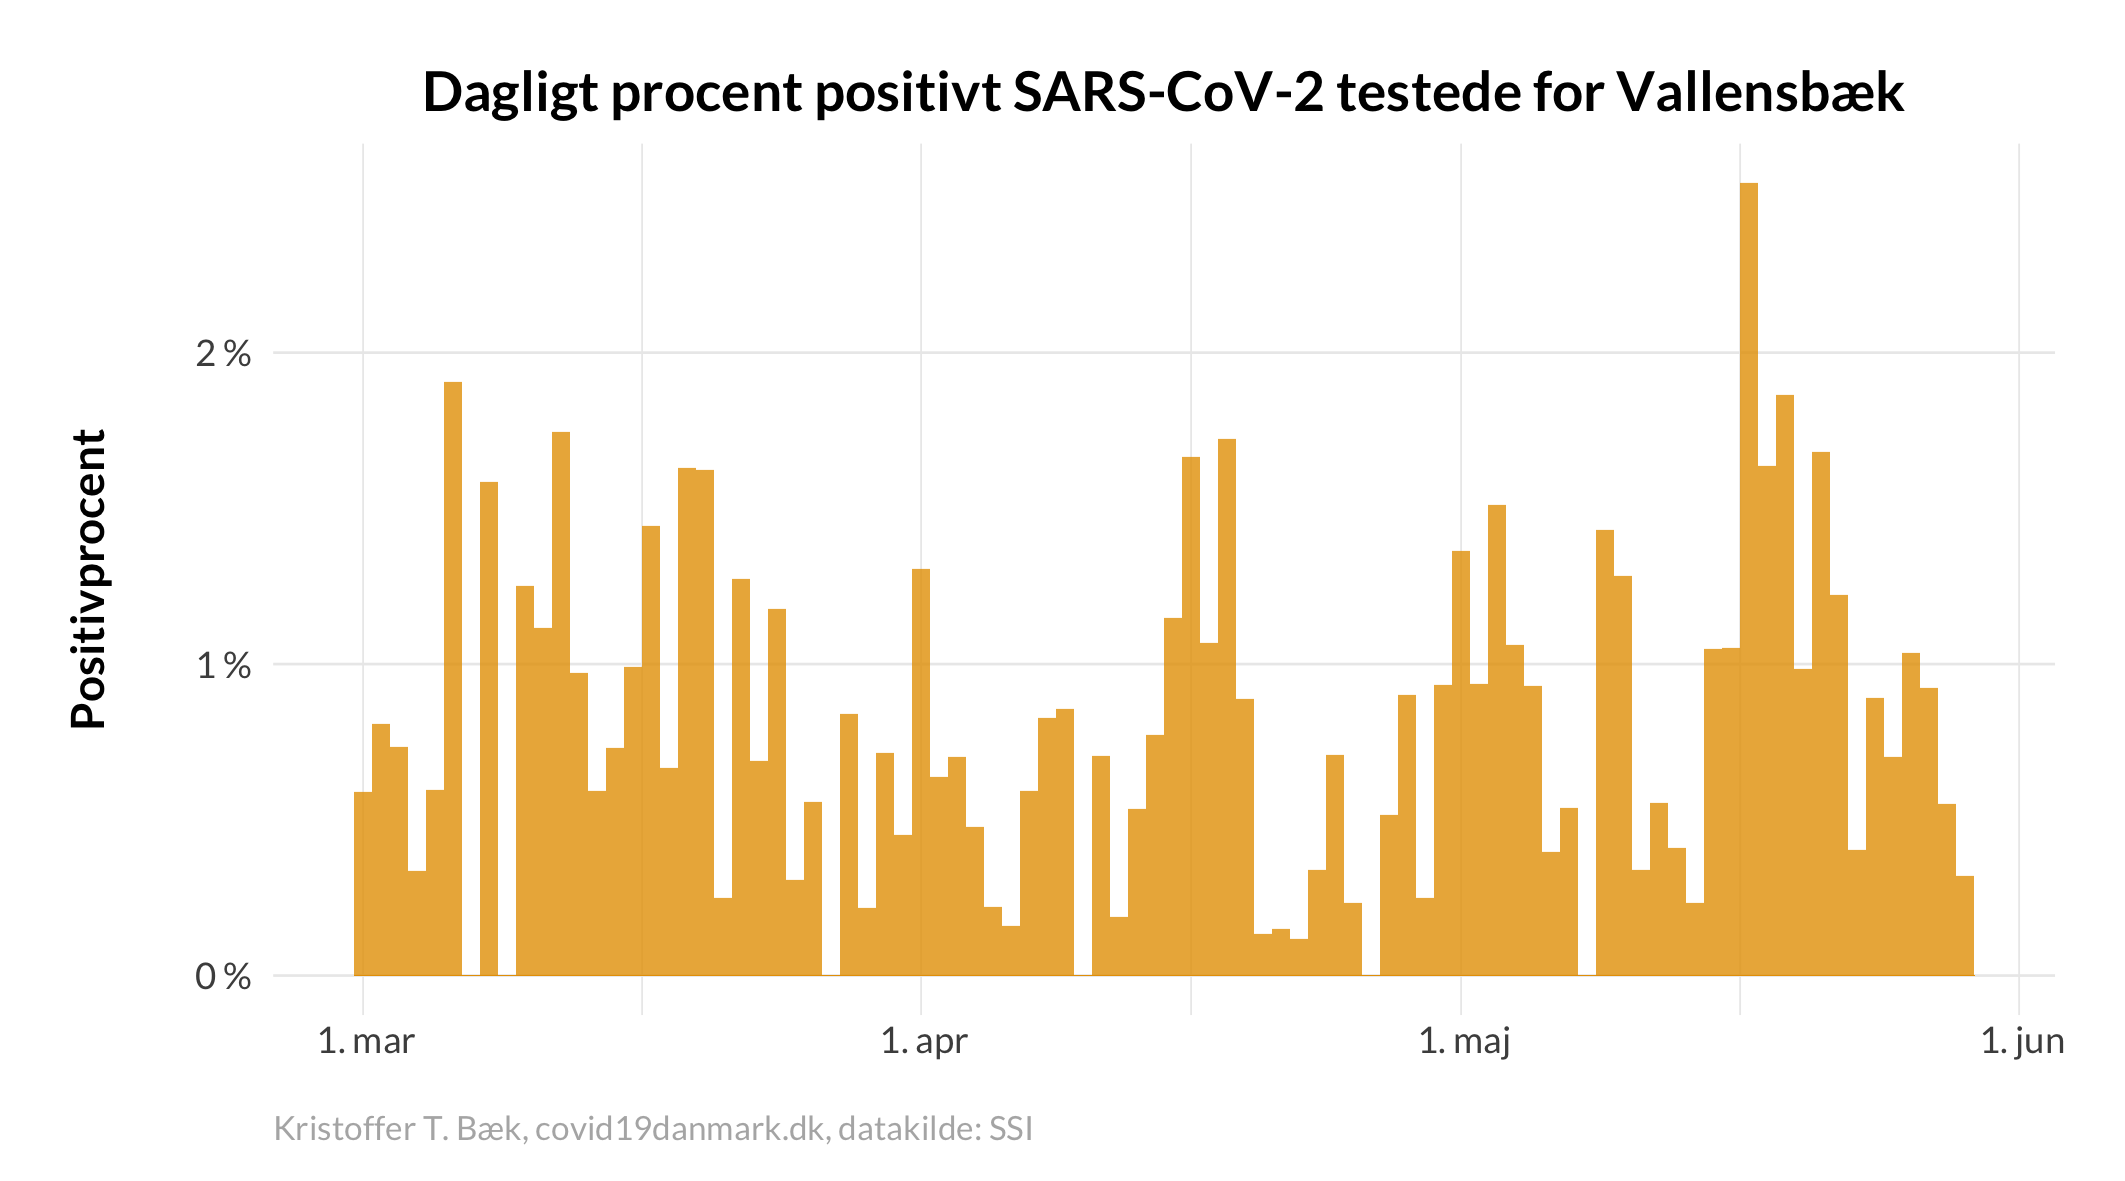 Dagligt procent positivt SARS-CoV-2 testede for Vallensbæk
Positivprocent
2 %
1 %
0 %
1. mar
1. apr
1. maj
1. jun
Kristoffer T. Bæk, covid19danmark.dk, datakilde: SSI